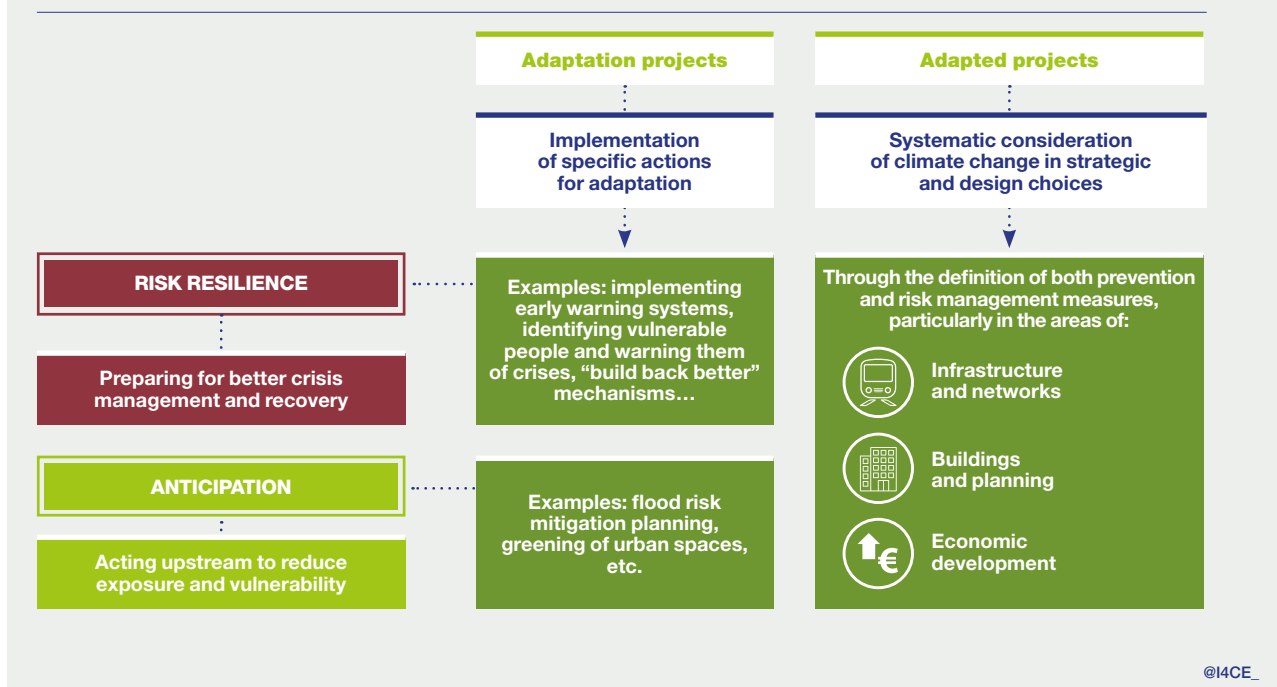 Adaptation projects
Adapted projects
Implementation
of specific actions
for adaptation
Systematic consideration
of climate change in strategic
and design choices
RISK RESILIENCE
Preparing for better crisis
management and recovery
Examples: implementing
early warning systems,
identifying vulnerable
people and warning them
of crises, “build back better”
mechanisms…
ANTICIPATION
Acting upstream to reduce
exposure and vulnerability
Examples: flood risk
mitigation planning,
greening of urban spaces,
etc.
Through the definition of both prevention
and risk management measures,
particularly in the areas of:
Infrastructure
and networks
Buildings
and planning
€
Economic
development
@I4CE_